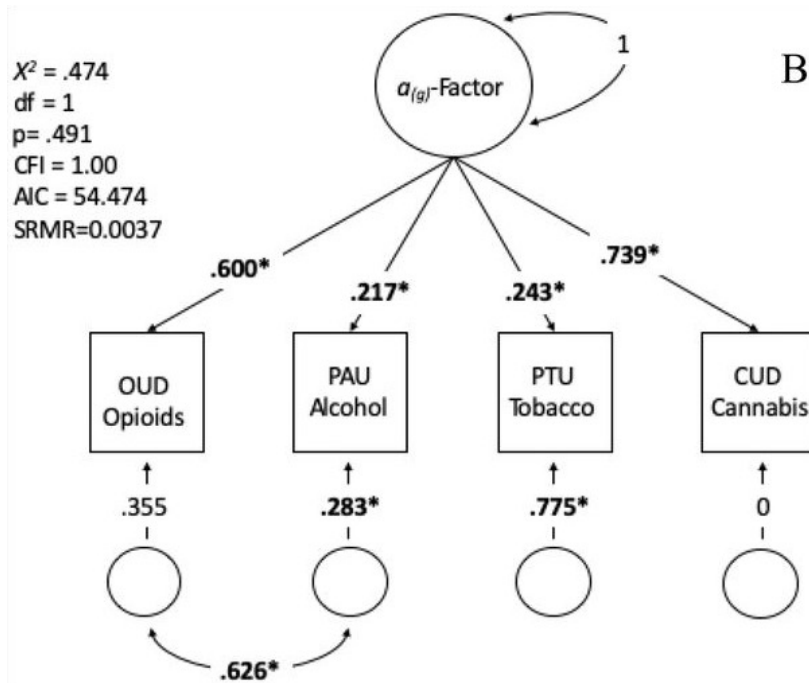 X² = .474
df = 1
p= .491
CFI = 1.00
AIC = 54.474
SRMR=0.0037
a(g)-Factor
1
B
.600*
.217*
.243*
.739*
OUD
Opioids
PAU
Alcohol
PTU
Tobacco
CUD
Cannabis
.355
.283*
.775*
0
.626*